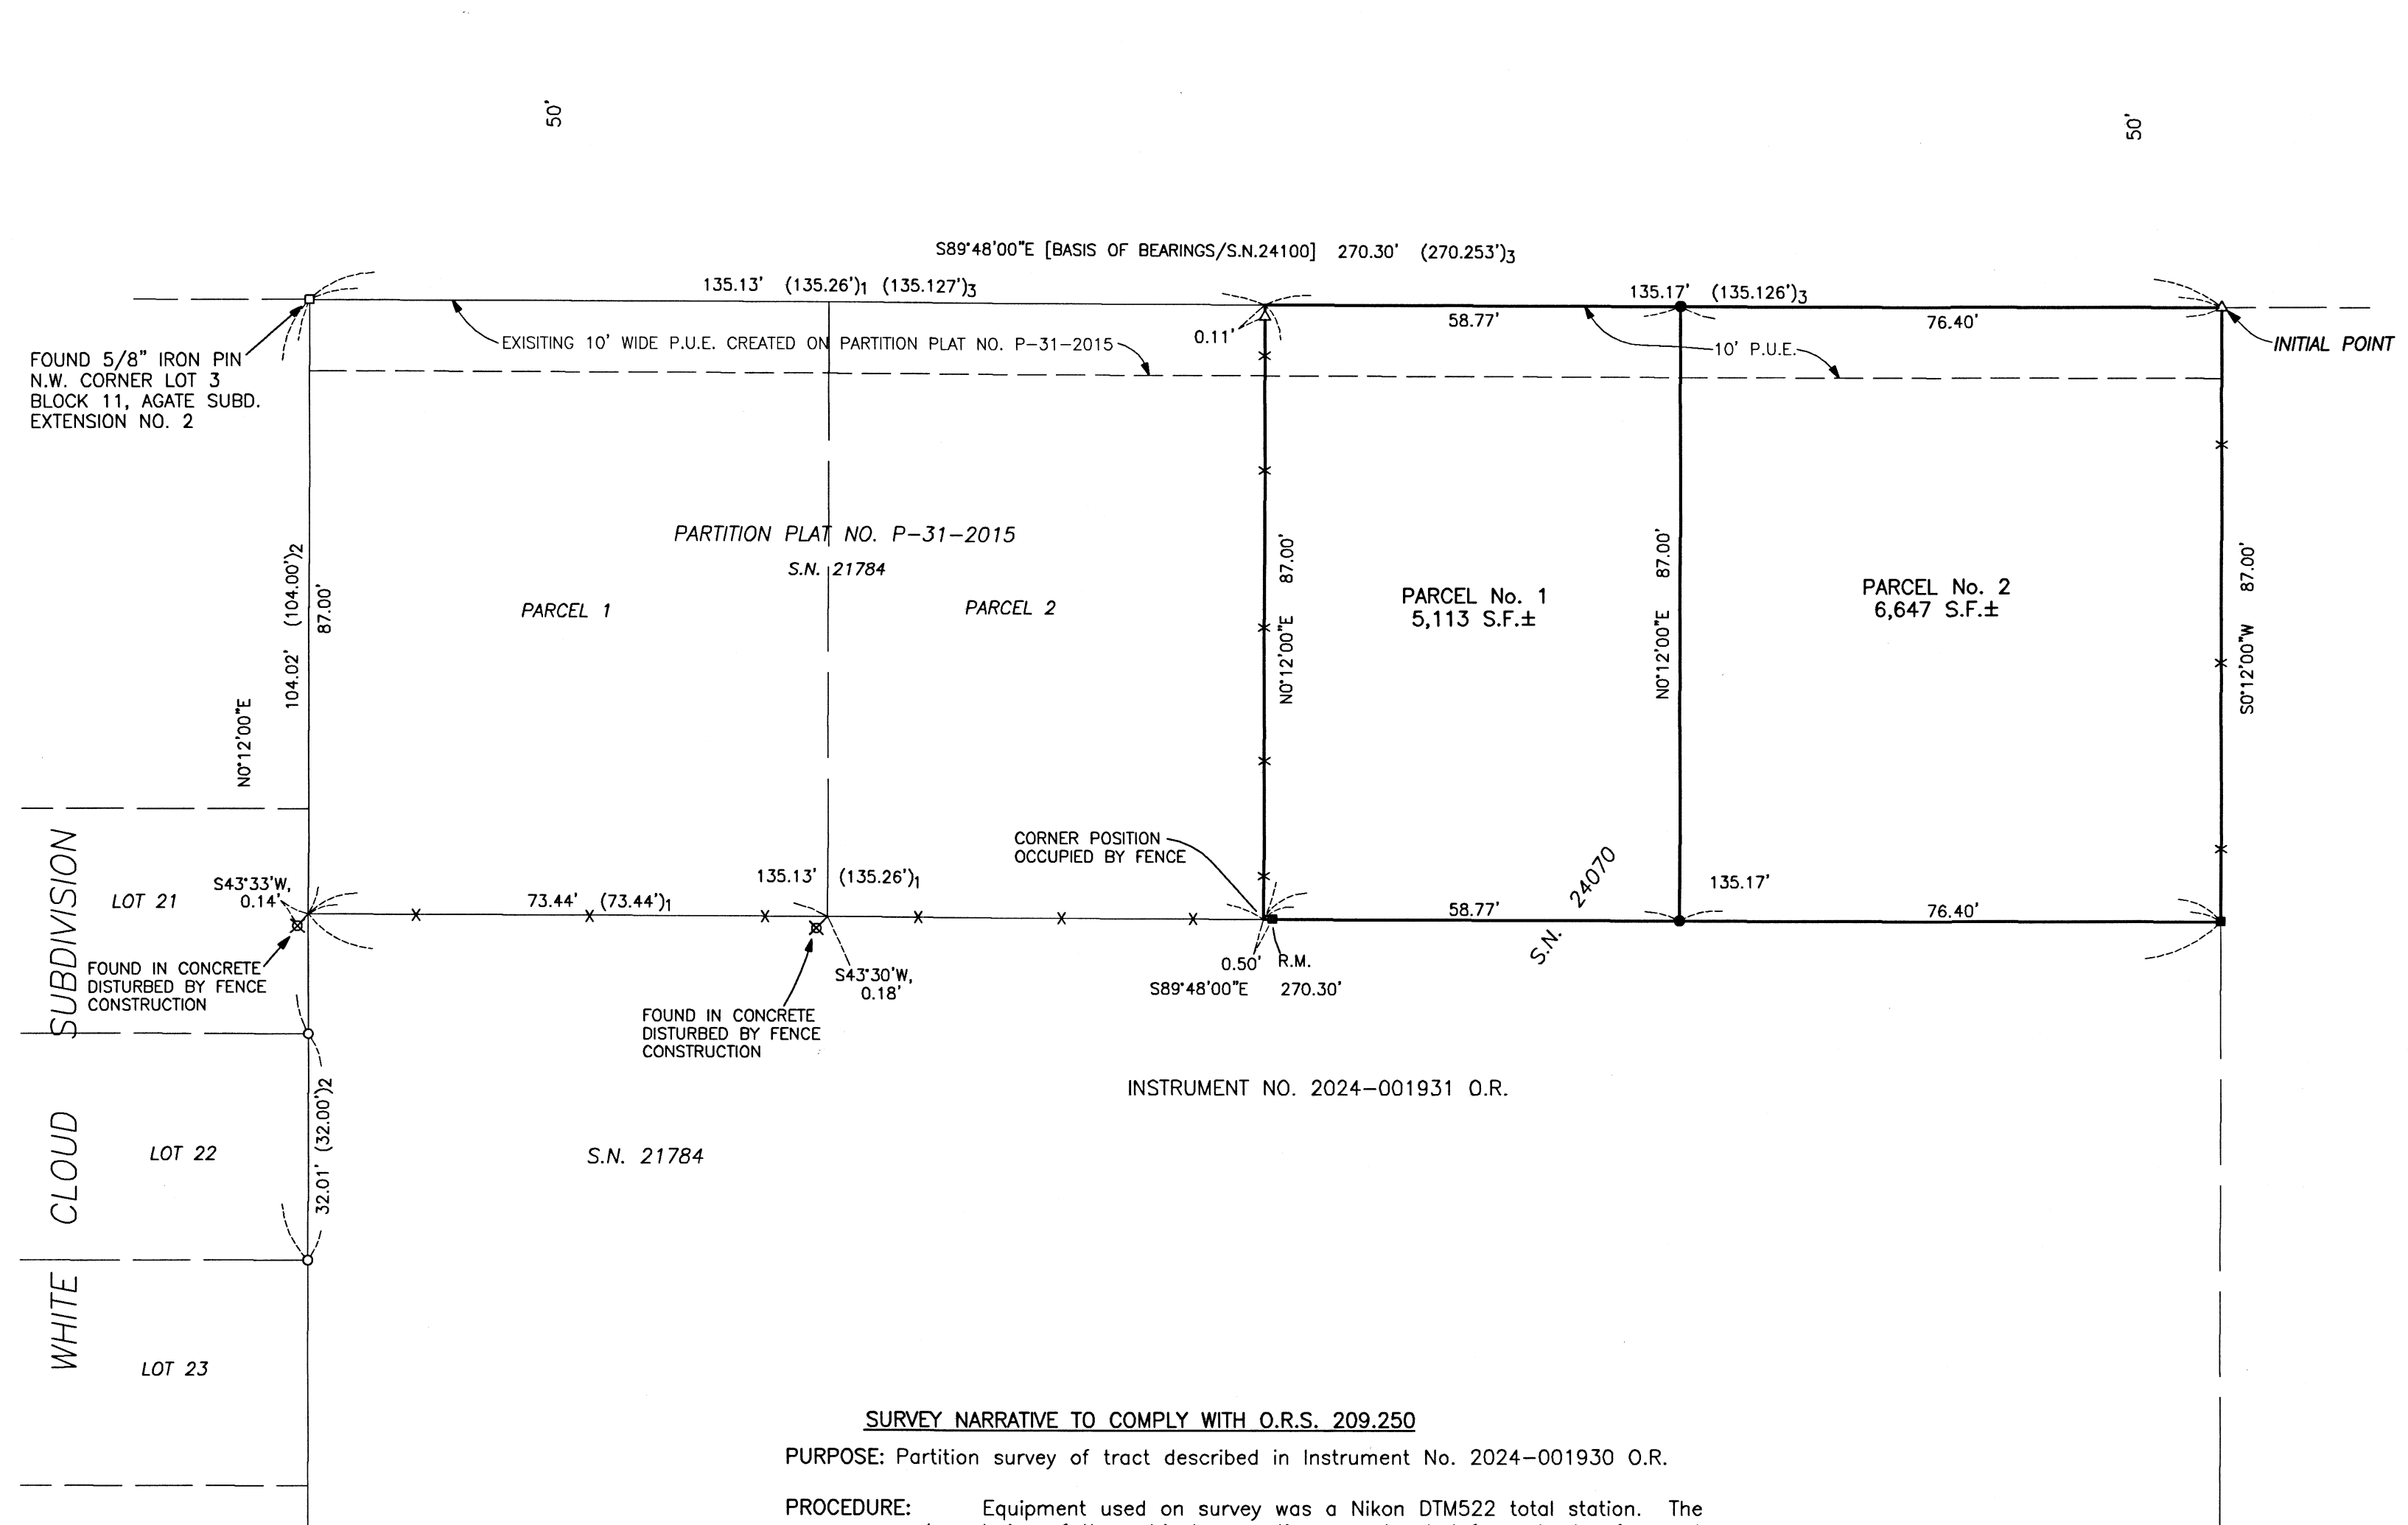 50'
50'
S89°48'00"E [BASIS OF BEARINGS/S.N.24100] 270.30' (270.253')3
135.13' (135.26')1 (135.127')3
135.17' (135.126')3
58.77'
76.40'
0.11'
EXISITING 10' WIDE P.U.E. CREATED ON PARTITION PLAT NO. P-31-2015
10' P.U.E.
INITIAL POINT
FOUND 5/8" IRON PIN
N.W. CORNER LOT 3
BLOCK 11, AGATE SUBD.
EXTENSION NO. 2
PARTITION PLAT NO. P-31-2015
S.N. 21784
PARCEL 1
PARCEL 2
N0°12'00"E
104.02' (104.00')2
87.00'
N0°12'00"E 87.00'
PARCEL No. 1
5,113 S.F.±
N0°12'00"E 87.00'
PARCEL No. 2
6,647 S.F.±
S0°12'00"W 87.00'
CORNER POSITION
OCCUPIED BY FENCE
LOT 21
S43°33'W,
0.14'
73.44' (73.44')1
135.13' (135.26')1
58.77'
S.N. 24070
135.17'
76.40'
FOUND IN CONCRETE
DISTURBED BY FENCE
CONSTRUCTION
S43°30'W,
0.18'
FOUND IN CONCRETE
DISTURBED BY FENCE
CONSTRUCTION
0.50' R.M.
S89°48'00"E 270.30'
INSTRUMENT NO. 2024-001931 O.R.
WHITE CLOUD SUBDIVISION
LOT 22
32.01' (32.00')2
S.N. 21784
LOT 23
SURVEY NARRATIVE TO COMPLY WITH O.R.S. 209.250
PURPOSE: Partition survey of tract described in Instrument No. 2024-001930 O.R.
PROCEDURE: Equipment used on survey was a Nikon DTM522 total station. The